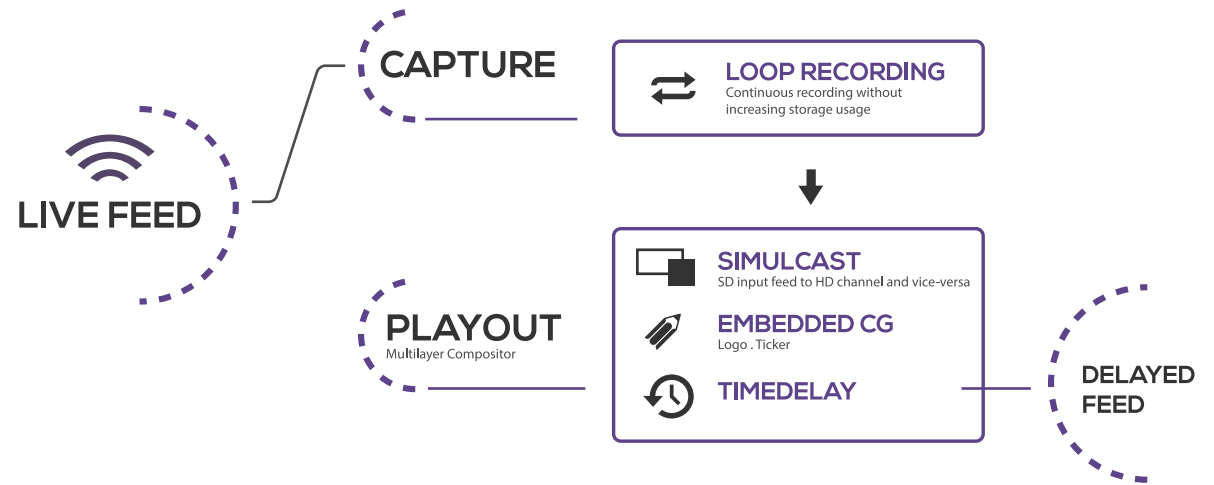 LIVE FEED
CAPTURE
LOOP RECORDING
Continuous recording without
increasing storage usage
PLAYOUT
Multilayer Compositor
SIMULCAST
SD input feed to HD channel and vice-versa
EMBEDDED CG
Logo . Ticker
TIMEDELAY
DELAYED
FEED